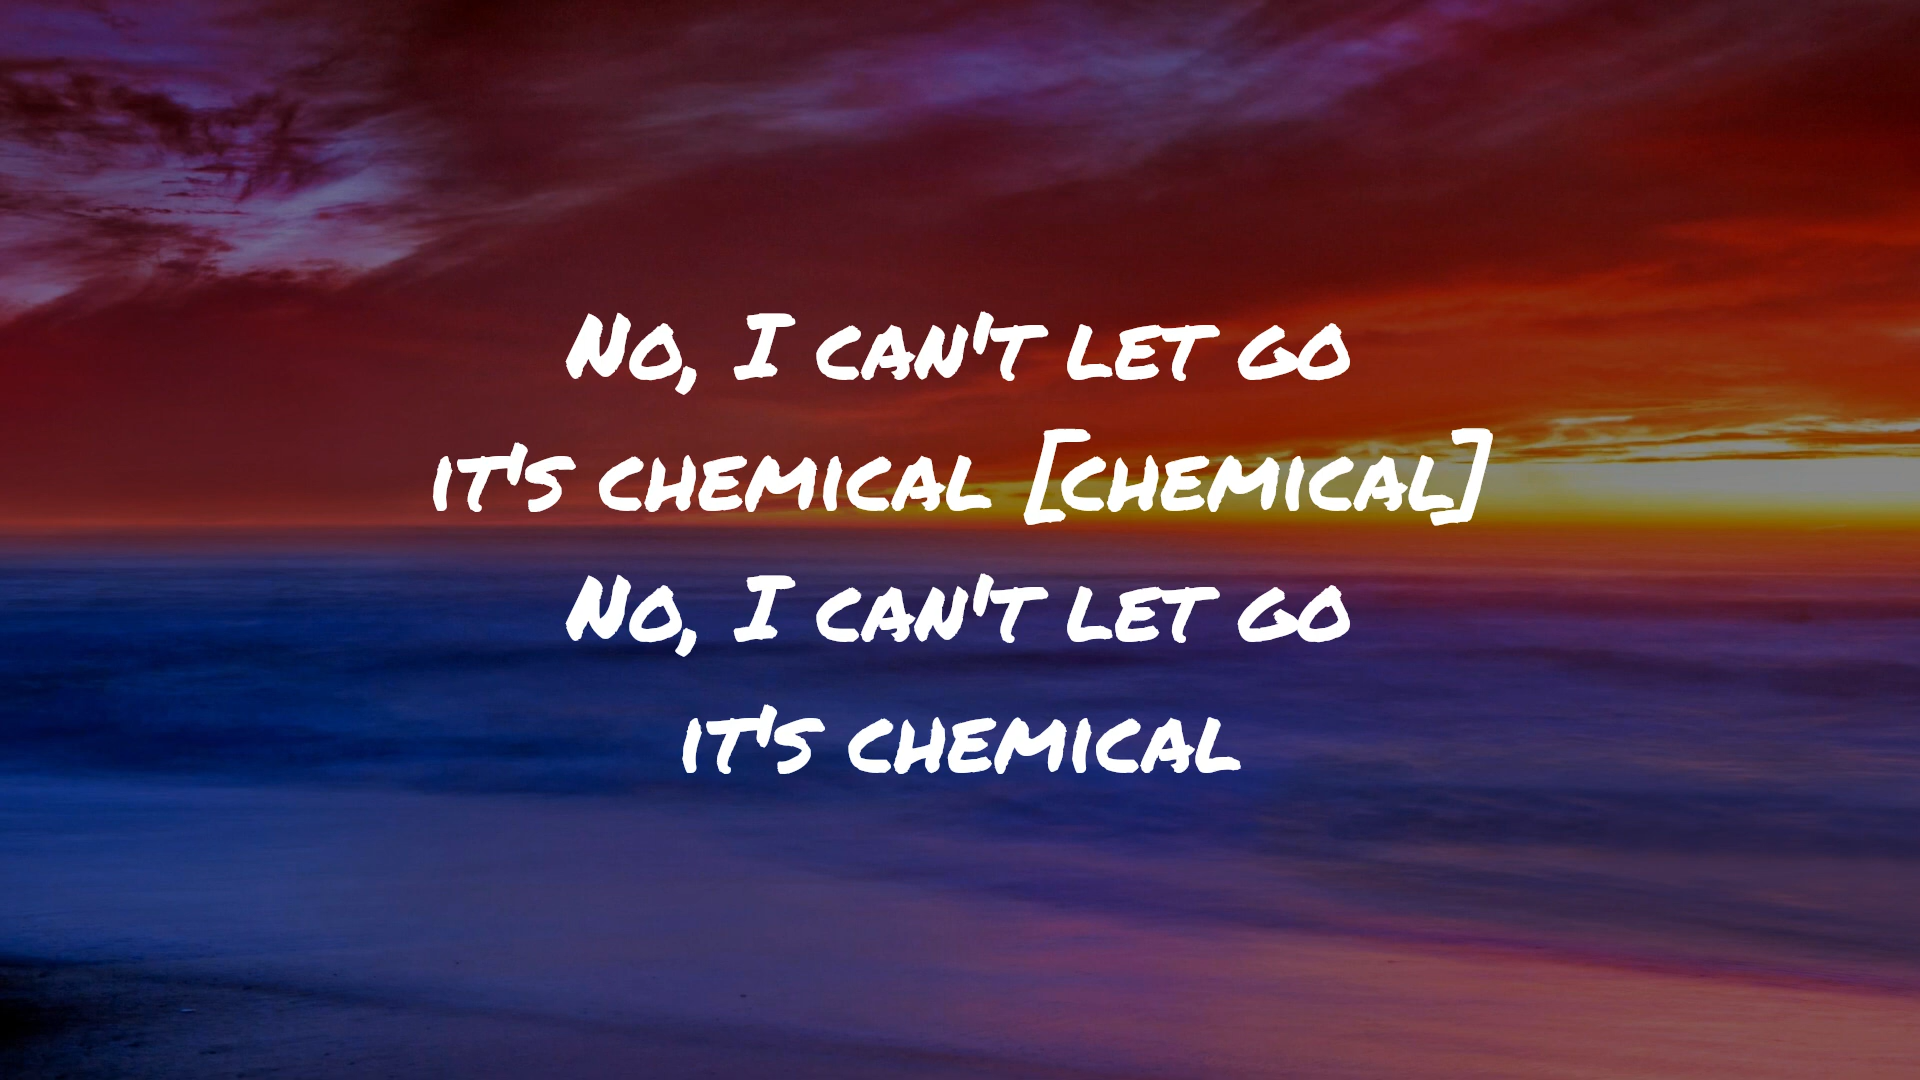 No, I can't let go
it's chemical [chemical]
No, I can't let go
it's chemical